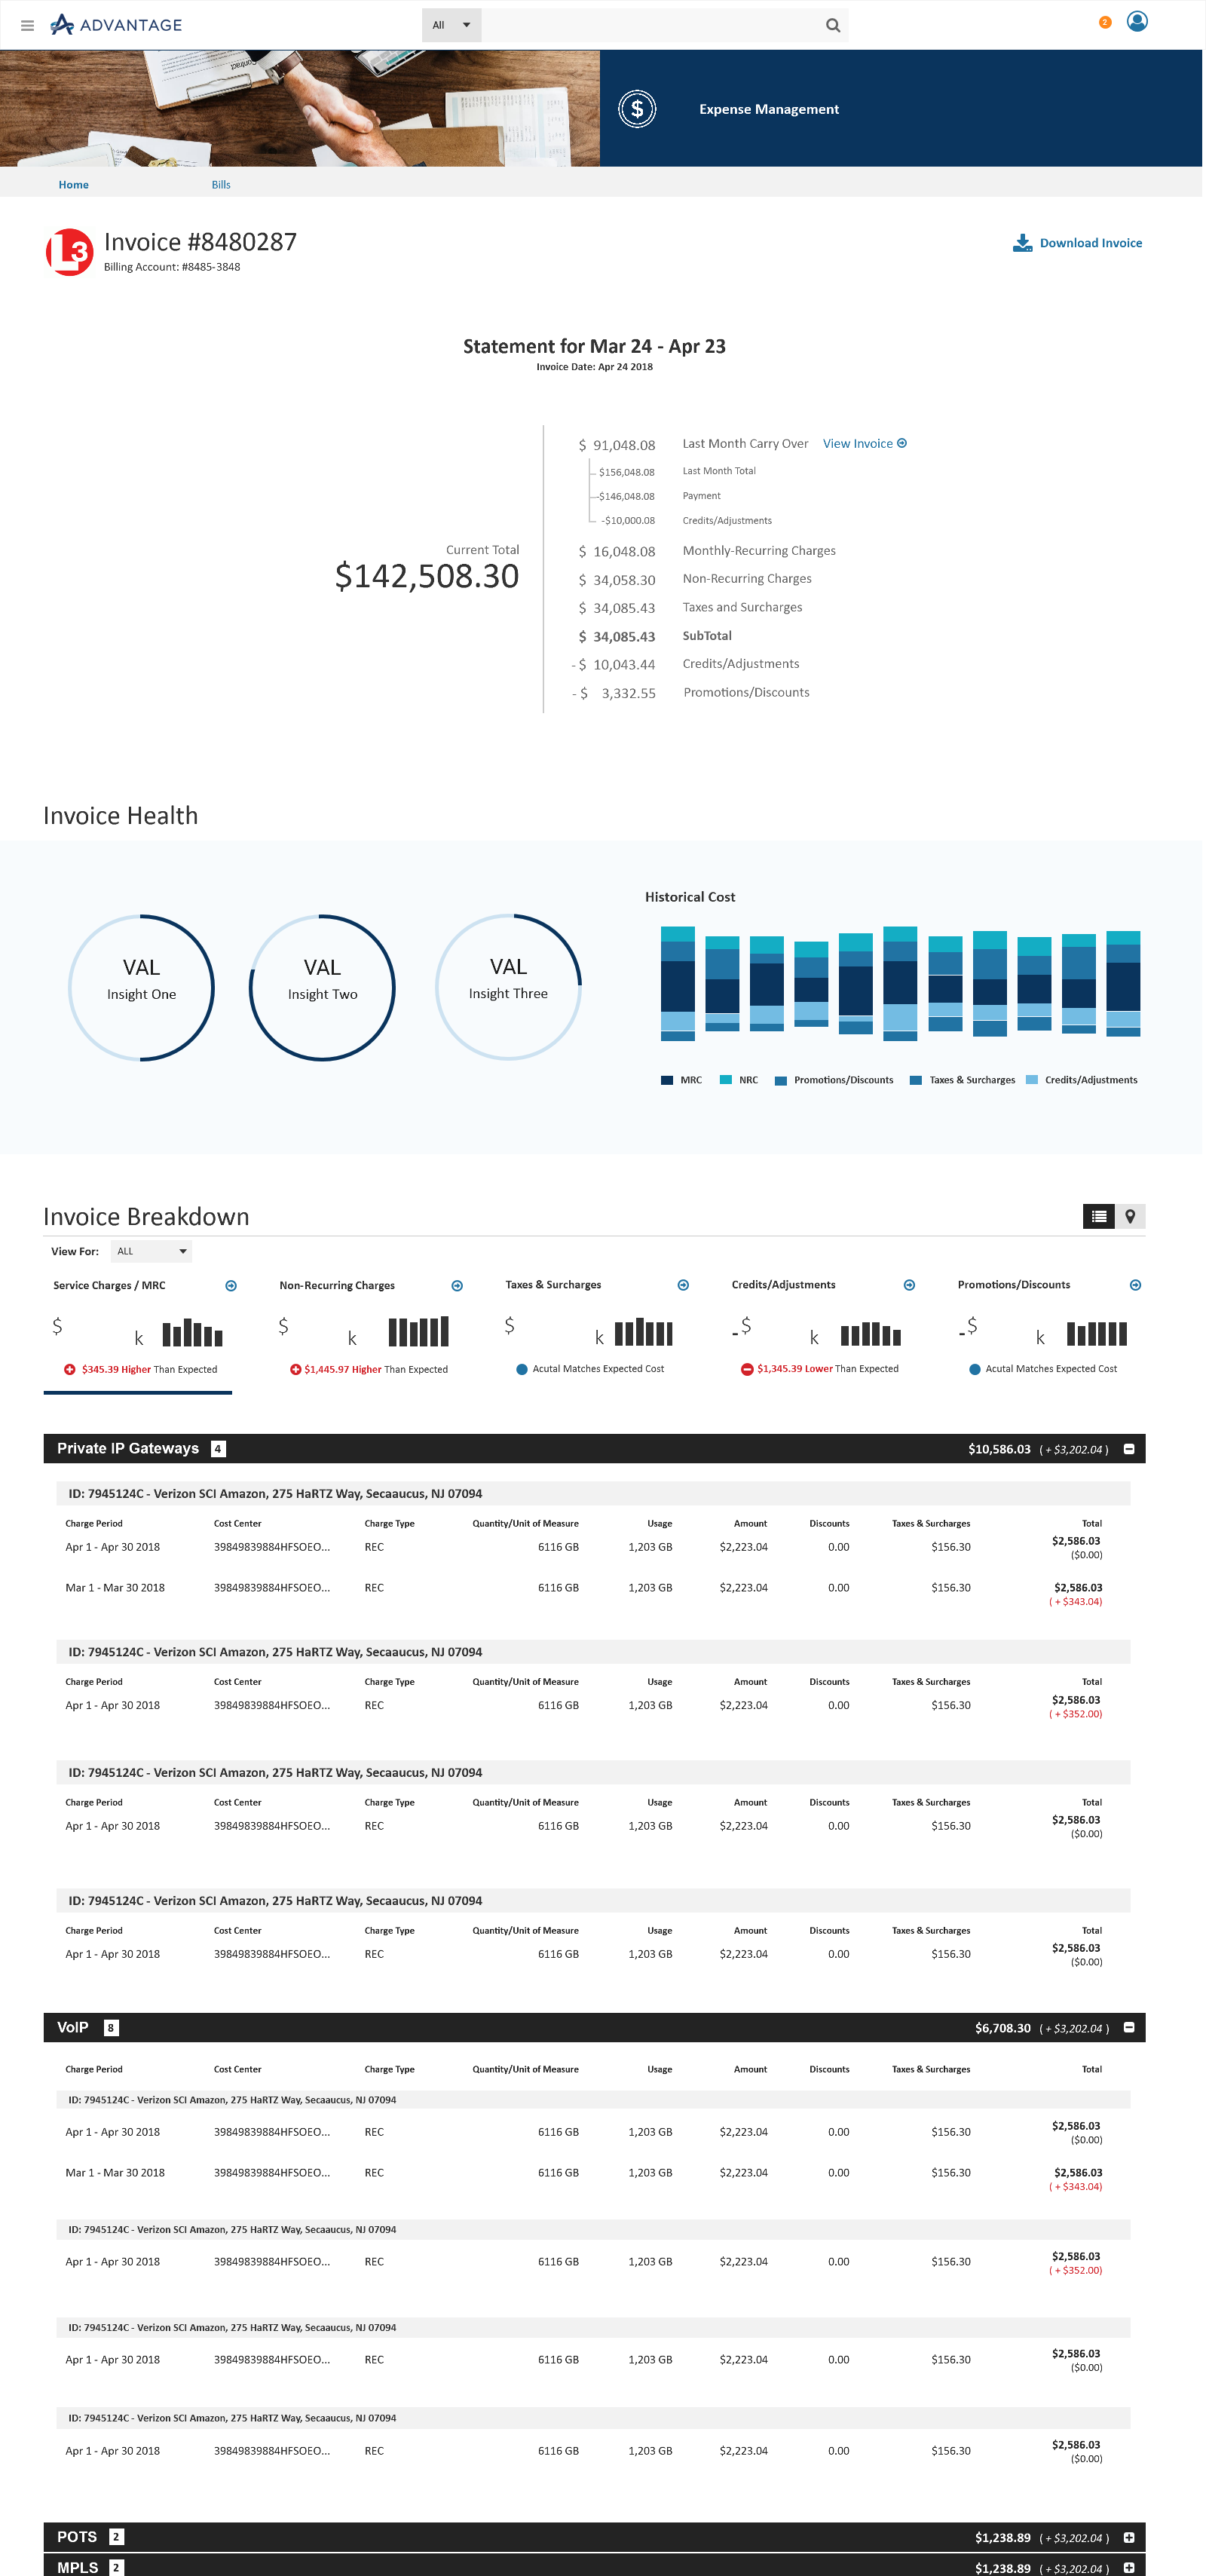 ADVANTAGE
All
2
Contract
$ Expense Management
Home Bills
L3 Invoice #8480287
Billing Account: #8485-3848
Download Invoice
Statement for Mar 24 - Apr 23
Invoice Date: Apr 24 2018
$ 91,048.08 Last Month Carry Over View Invoice
$156,048.08 Last Month Total
-$146,048.08 Payment
-$10,000.08 Credits/Adjustments
Current Total
$142,508.30
$ 16,048.08 Monthly-Recurring Charges
$ 34,058.30 Non-Recurring Charges
$ 34,085.43 Taxes and Surcharges
$ 34,085.43 SubTotal
- $ 10,043.44 Credits/Adjustments
- $ 3,332.55 Promotions/Discounts
Invoice Health
VAL
Insight One
VAL
Insight Two
VAL
Insight Three
Historical Cost
MRC NRC Promotions/Discounts Taxes & Surcharges Credits/Adjustments
Invoice Breakdown
View For: ALL
Service Charges / MRC
$ k
$345.39 Higher Than Expected
Non-Recurring Charges
$ k
$1,445.97 Higher Than Expected
Taxes & Surcharges
$ k
Acutal Matches Expected Cost
Credits/Adjustments
-$ k
$1,345.39 Lower Than Expected
Promotions/Discounts
-$ k
Acutal Matches Expected Cost
Private IP Gateways 4 $10,586.03 ( + $3,202.04 )
ID: 7945124C - Verizon SCI Amazon, 275 HaRTZ Way, Secaaucus, NJ 07094
Charge Period Cost Center Charge Type Quantity/Unit of Measure Usage Amount Discounts Taxes & Surcharges Total
Apr 1 - Apr 30 2018 39849839884HFSOEO... REC 6116 GB 1,203 GB $2,223.04 0.00 $156.30 $2,586.03
($0.00)
Mar 1 - Mar 30 2018 39849839884HFSOEO... REC 6116 GB 1,203 GB $2,223.04 0.00 $156.30 $2,586.03
( + $343.04)
ID: 7945124C - Verizon SCI Amazon, 275 HaRTZ Way, Secaaucus, NJ 07094
Charge Period Cost Center Charge Type Quantity/Unit of Measure Usage Amount Discounts Taxes & Surcharges Total
Apr 1 - Apr 30 2018 39849839884HFSOEO... REC 6116 GB 1,203 GB $2,223.04 0.00 $156.30 $2,586.03
( + $352.00)
ID: 7945124C - Verizon SCI Amazon, 275 HaRTZ Way, Secaaucus, NJ 07094
Charge Period Cost Center Charge Type Quantity/Unit of Measure Usage Amount Discounts Taxes & Surcharges Total
Apr 1 - Apr 30 2018 39849839884HFSOEO... REC 6116 GB 1,203 GB $2,223.04 0.00 $156.30 $2,586.03
($0.00)
ID: 7945124C - Verizon SCI Amazon, 275 HaRTZ Way, Secaaucus, NJ 07094
Charge Period Cost Center Charge Type Quantity/Unit of Measure Usage Amount Discounts Taxes & Surcharges Total
Apr 1 - Apr 30 2018 39849839884HFSOEO... REC 6116 GB 1,203 GB $2,223.04 0.00 $156.30 $2,586.03
($0.00)
VoIP 8 $6,708.30 ( + $3,202.04 )
Charge Period Cost Center Charge Type Quantity/Unit of Measure Usage Amount Discounts Taxes & Surcharges Total
ID: 7945124C - Verizon SCI Amazon, 275 HaRTZ Way, Secaaucus, NJ 07094
Apr 1 - Apr 30 2018 39849839884HFSOEO... REC 6116 GB 1,203 GB $2,223.04 0.00 $156.30 $2,586.03
($0.00)
Mar 1 - Mar 30 2018 39849839884HFSOEO... REC 6116 GB 1,203 GB $2,223.04 0.00 $156.30 $2,586.03
( + $343.04)
ID: 7945124C - Verizon SCI Amazon, 275 HaRTZ Way, Secaaucus, NJ 07094
Apr 1 - Apr 30 2018 39849839884HFSOEO... REC 6116 GB 1,203 GB $2,223.04 0.00 $156.30 $2,586.03
( + $352.00)
ID: 7945124C - Verizon SCI Amazon, 275 HaRTZ Way, Secaaucus, NJ 07094
Apr 1 - Apr 30 2018 39849839884HFSOEO... REC 6116 GB 1,203 GB $2,223.04 0.00 $156.30 $2,586.03
($0.00)
ID: 7945124C - Verizon SCI Amazon, 275 HaRTZ Way, Secaaucus, NJ 07094
Apr 1 - Apr 30 2018 39849839884HFSOEO... REC 6116 GB 1,203 GB $2,223.04 0.00 $156.30 $2,586.03
($0.00)
POTS 2 $1,238.89 ( + $3,202.04 )
MPLS 2 $1,238.89 ( + $3,202.04 )